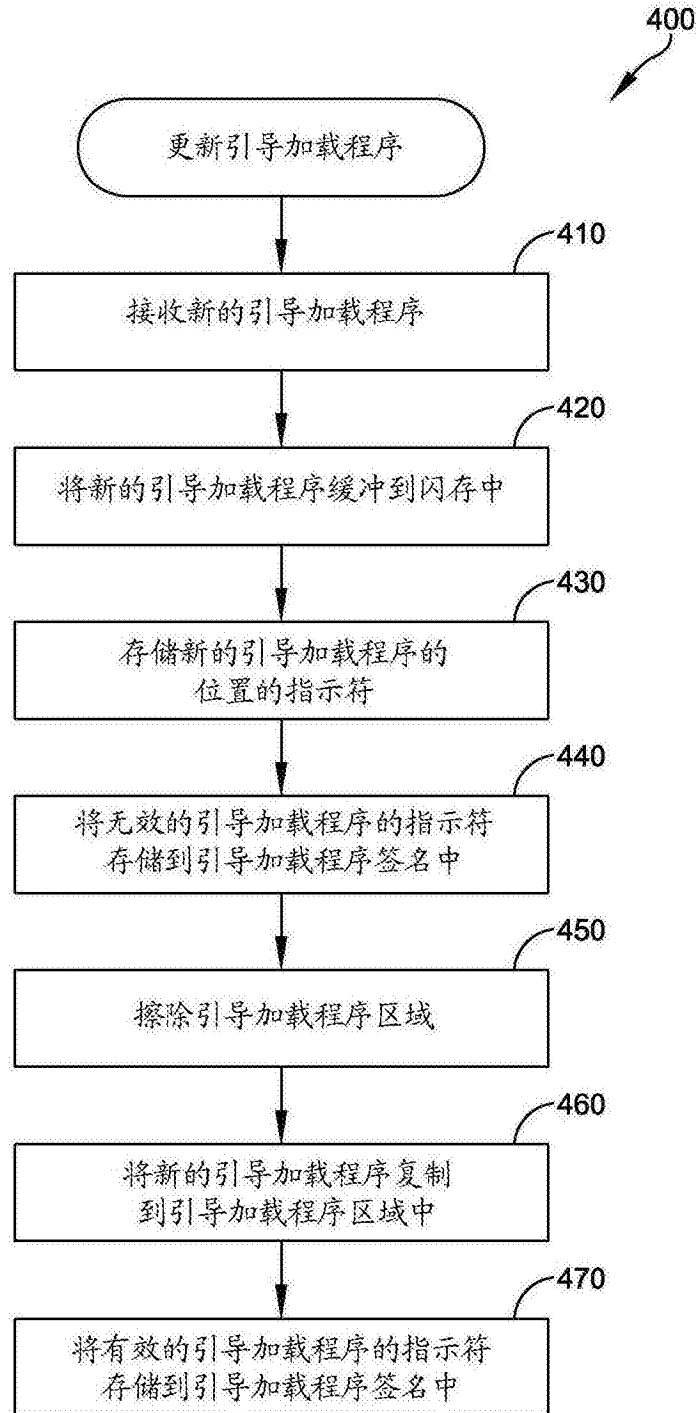 400
更新引导加载程序
410
接收新的引导加载程序
420
将新的引导加载程序缓冲到闪存中
430
存储新的引导加载程序的
位置的指示符
440
将无效的引导加载程序的指示符
存储到引导加载程序签名中
450
擦除引导加载程序区域
460
将新的引导加载程序复制
到引导加载程序区域中
470
将有效的引导加载程序的指示符
存储到引导加载程序签名中